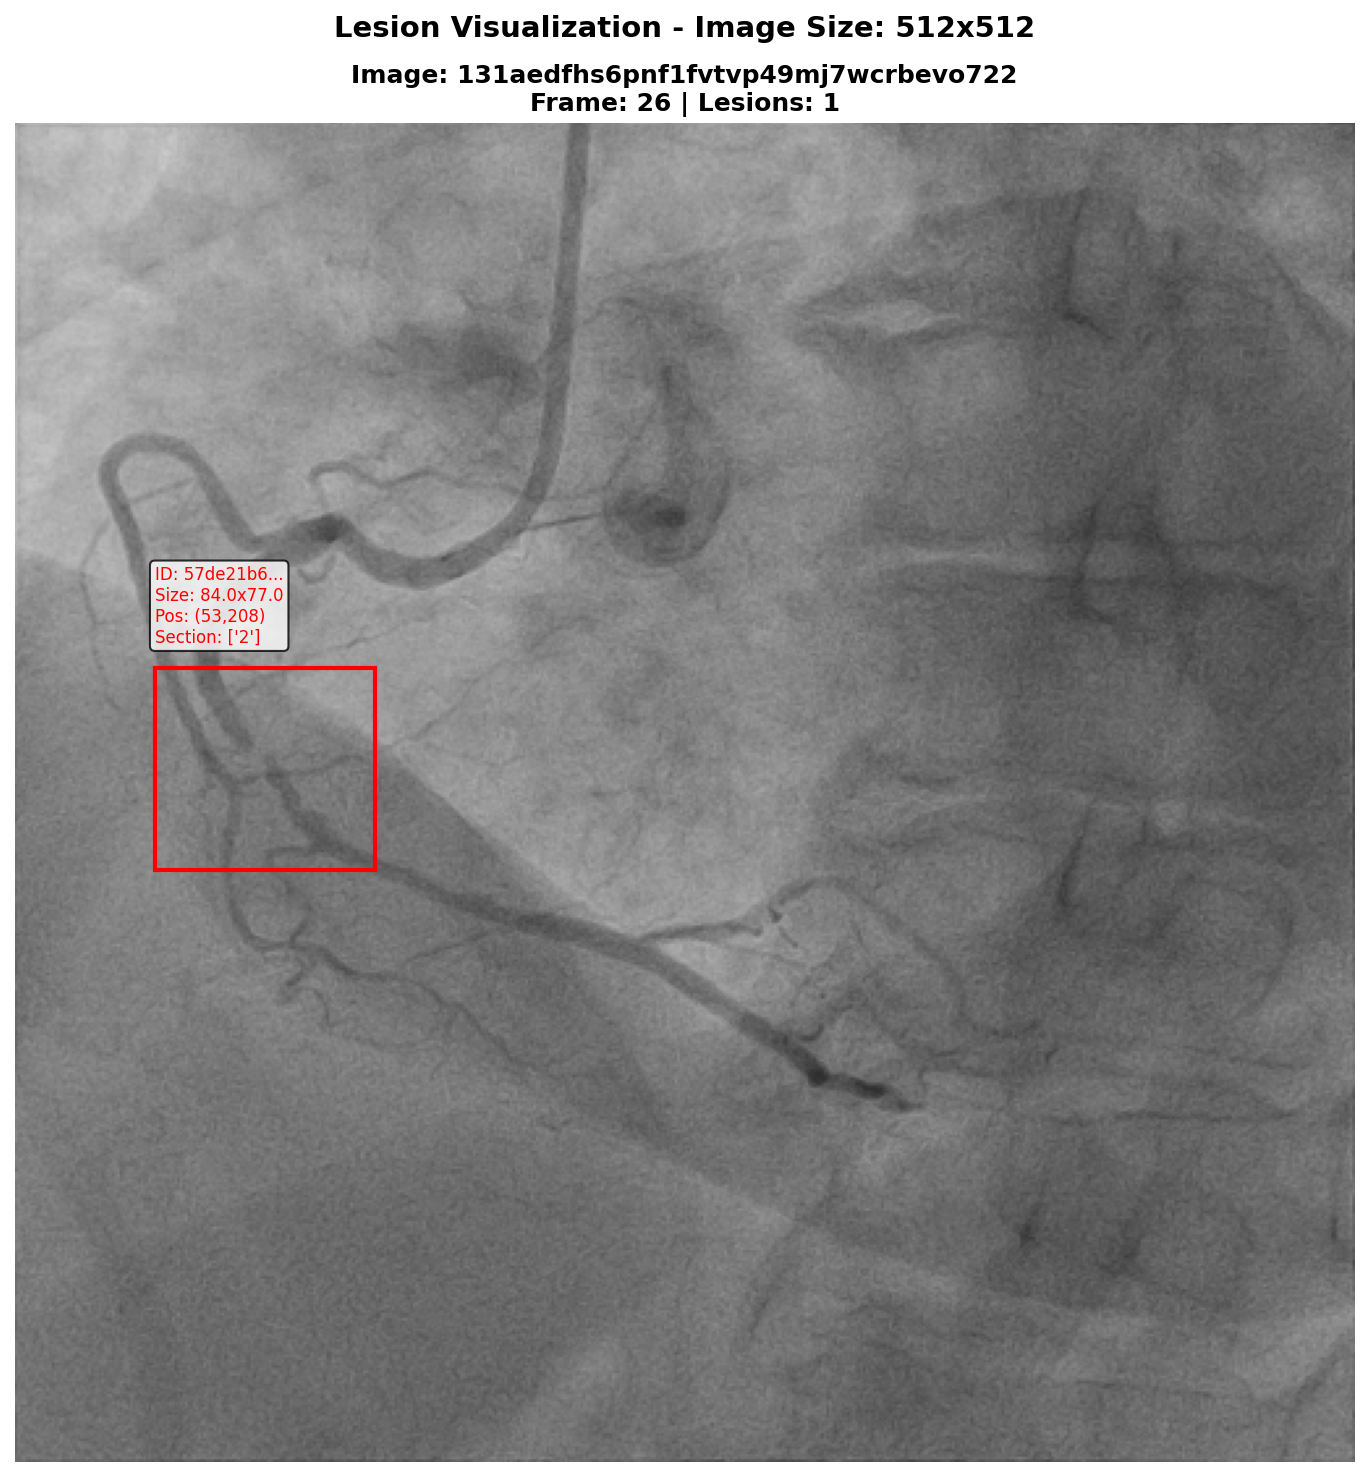 Lesion Visualization - Image Size: 512x512
Image: 131aedfhs6pnf1fvtvp49mj7wcrbevo722
Frame: 26 | Lesions: 1
ID: 57de21b6...
Size: 84.0x77.0
Pos: (53,208)
Section: ['2']